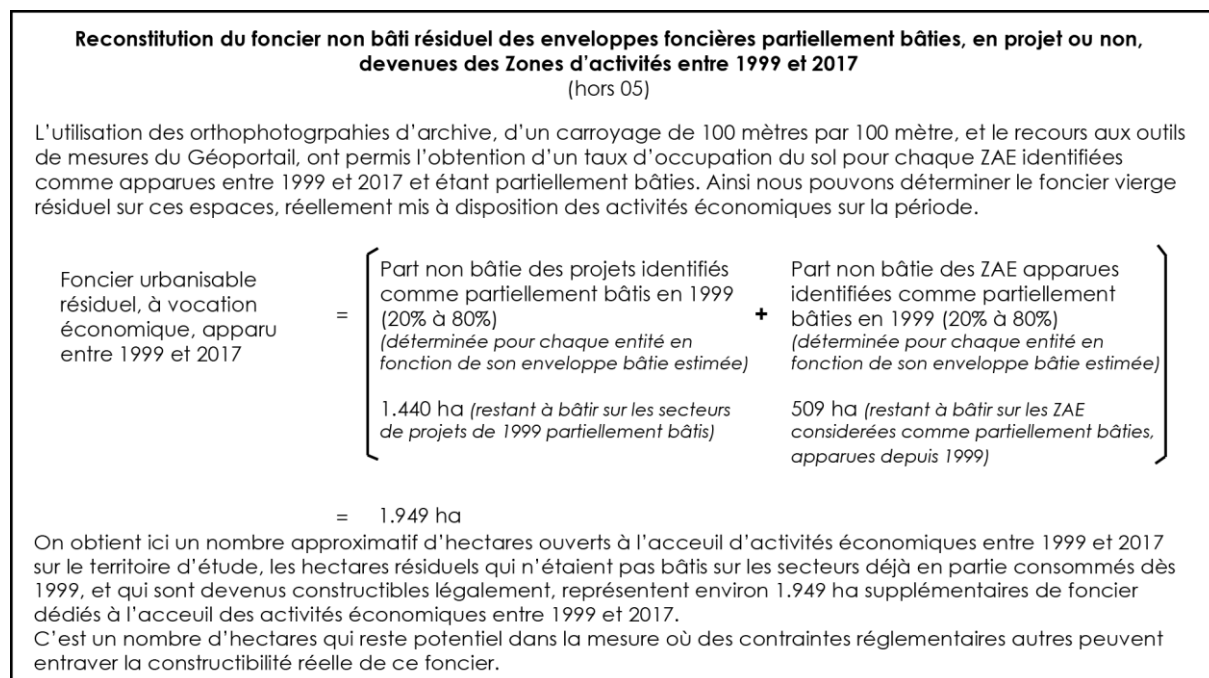 Reconstitution du foncier non bâti résiduel des enveloppes foncières partiellement bâties, en projet ou non,
devenues des Zones d'activités entre 1999 et 2017
(hors 05)
L'utilisation des orthophotogrpahies d'archive, d'un carroyage de 100 mètres par 100 mètre, et le recours aux outils
de mesures du Géoportail, ont permis l'obtention d'un taux d'occupation du sol pour chaque ZAE identifiées
comme apparues entre 1999 et 2017 et étant partiellement bâties. Ainsi nous pouvons déterminer le foncier vierge
résiduel sur ces espaces, réellement mis à disposition des activités économiques sur la période.
Foncier urbanisable
résiduel, à vocation
économique, apparu
entre 1999 et 2017
=
Part non bâtie des projets identifiés
comme partiellement bâtis en 1999
(20% à 80%)
(déterminée pour chaque entité en
fonction de son enveloppe bâtie estimée)
1.440 ha (restant à bâtir sur les secteurs
de projets de 1999 partiellement bâtis)
+
Part non bâtie des ZAE apparues
identifiées comme partiellement
bâties en 1999 (20% à 80%)
(déterminée pour chaque entité en
fonction de son enveloppe bâtie estimée)
509 ha (restant à bâtir sur les ZAE
considerées comme partiellement bâties,
apparues depuis 1999)
= 1.949 ha
On obtient ici un nombre approximatif d'hectares ouverts à l'acceuil d'activités économiques entre 1999 et 2017
sur le territoire d'étude, les hectares résiduels qui n'étaient pas bâtis sur les secteurs déjà en partie consommés dès
1999, et qui sont devenus constructibles légalement, représentent environ 1.949 ha supplémentaires de foncier
dédiés à l'acceuil des activités économiques entre 1999 et 2017.
C'est un nombre d'hectares qui reste potentiel dans la mesure où des contraintes réglementaires autres peuvent
entraver la constructibilité réelle de ce foncier.